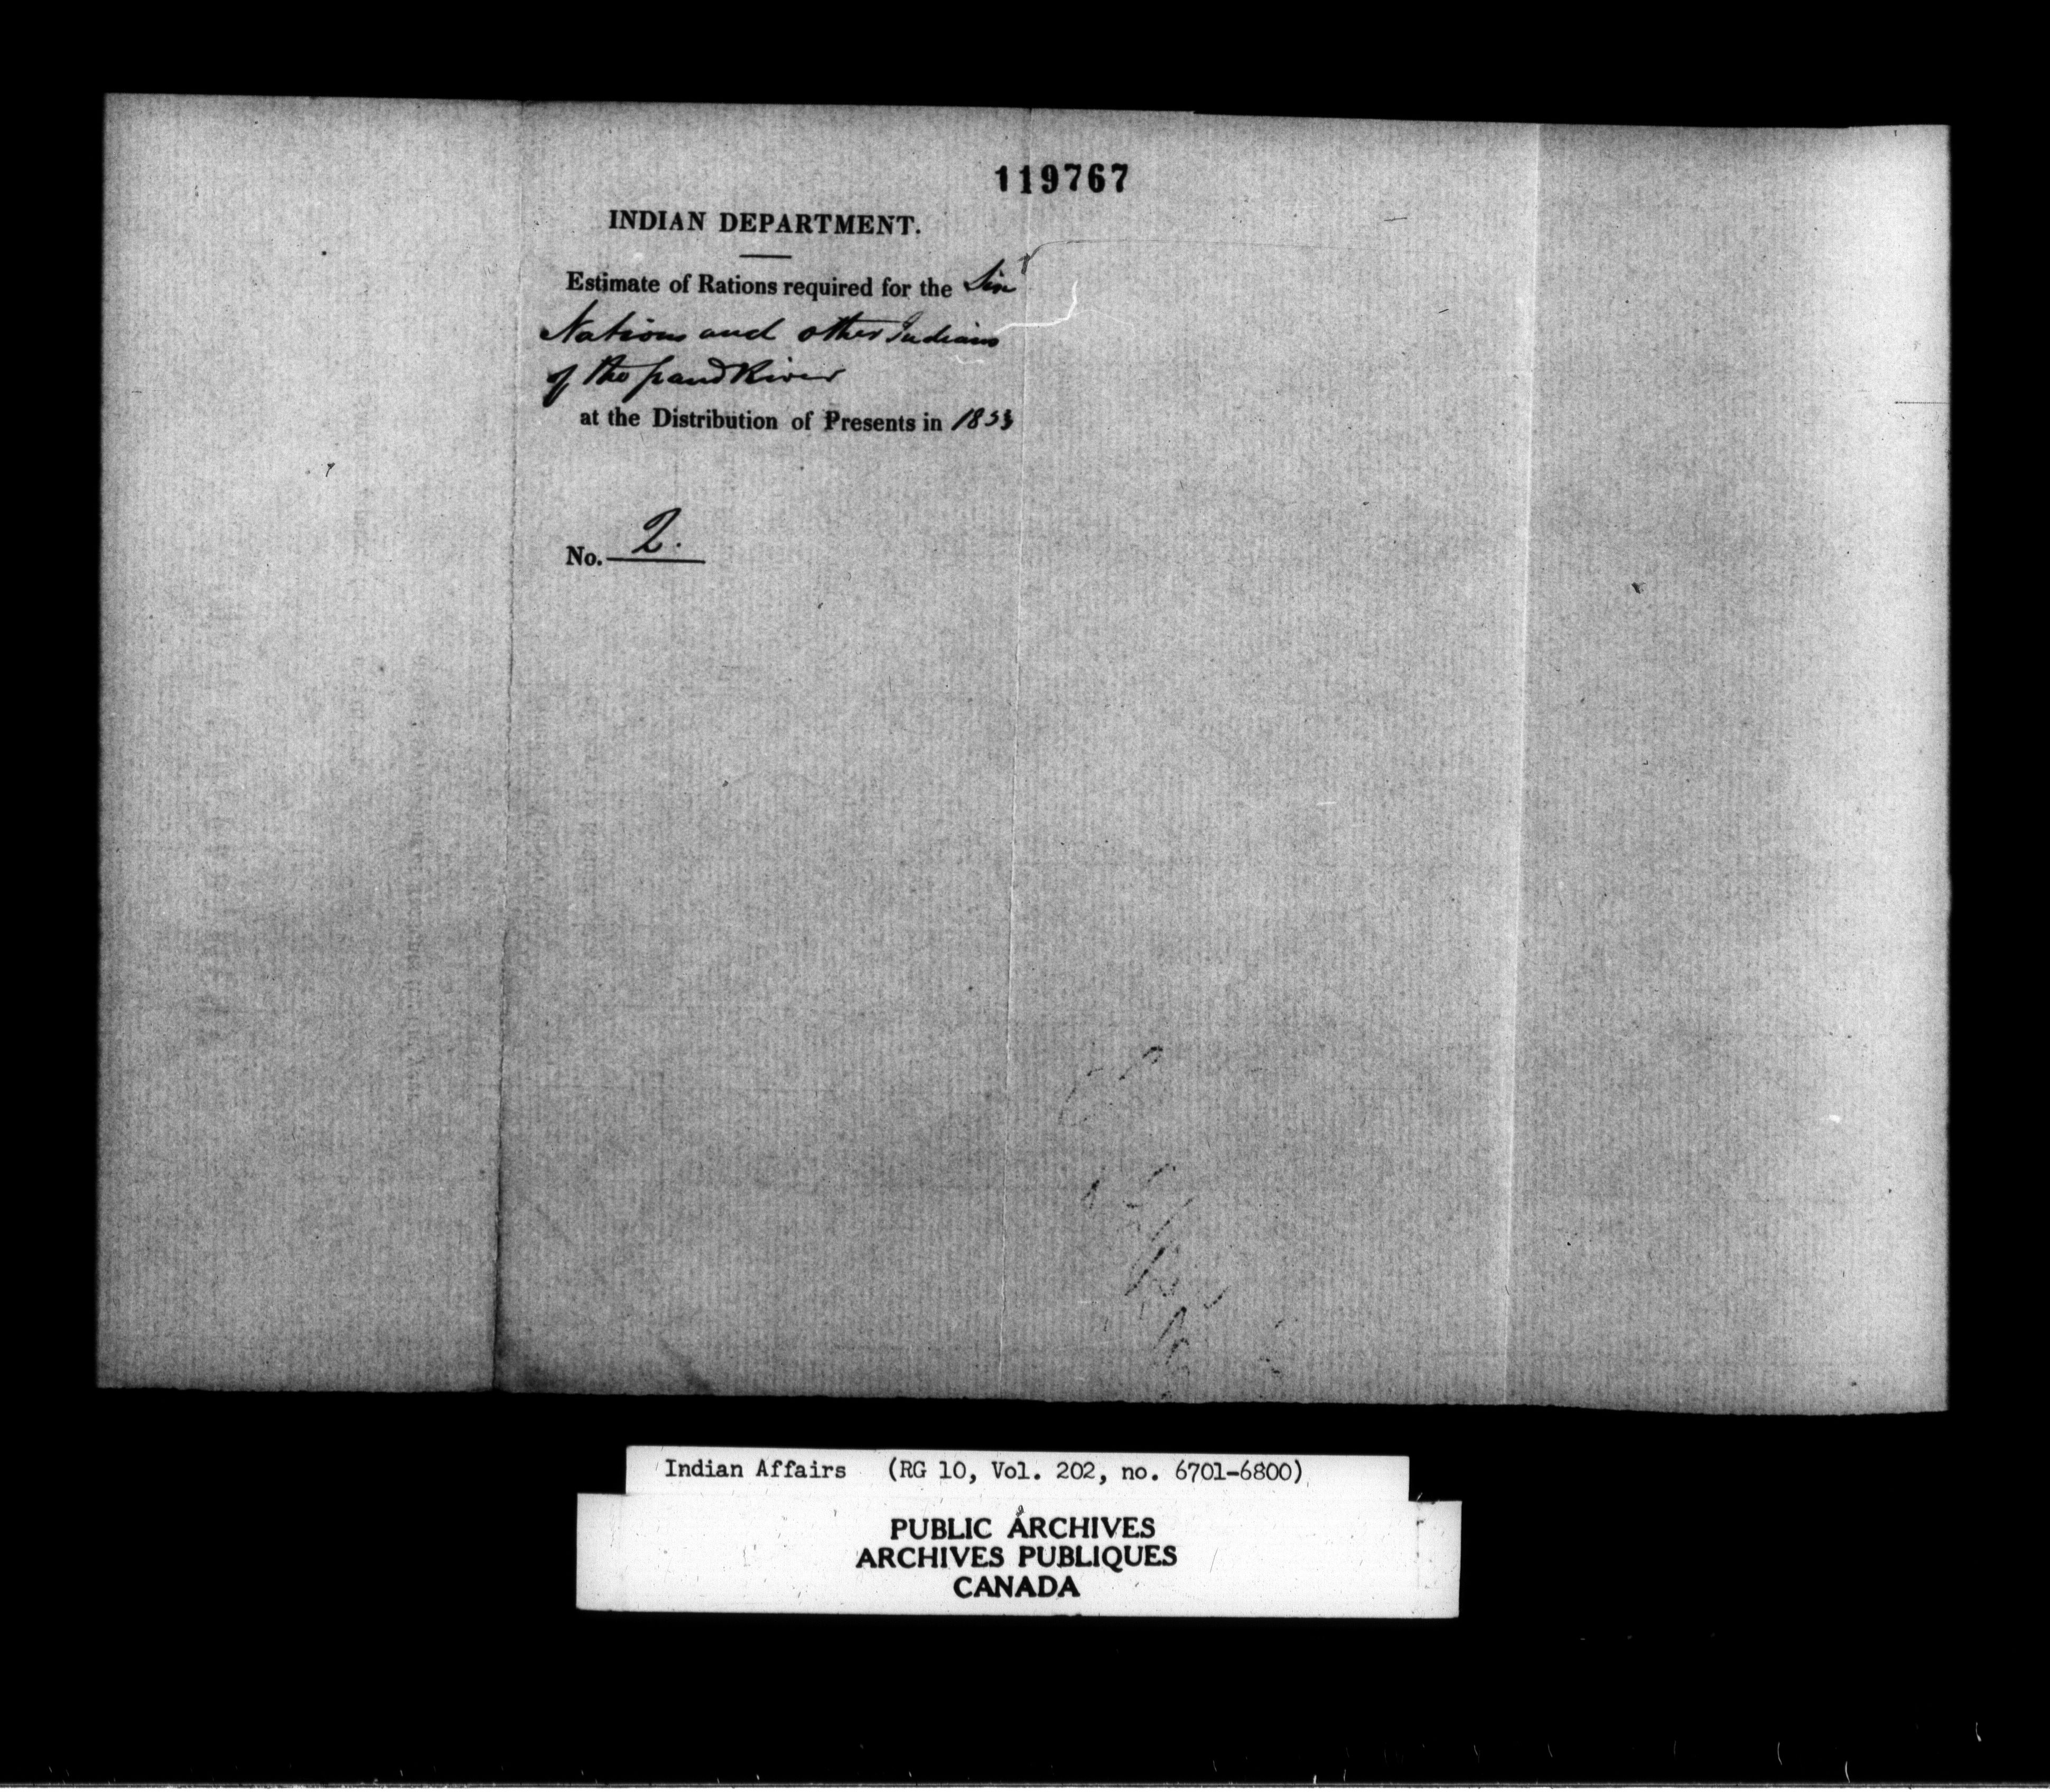 119767
INDIAN DEPARTMENT.
Estimate of Rations required for the Six
Nations and other Indians
of the Grand River
at the Distribution of Presents in 1853
No. 2.
Indian Affairs (RG 10, Vol. 202, no. 6701-6800)
PUBLIC ARCHIVES
ARCHIVES PUBLIQUES
CANADA